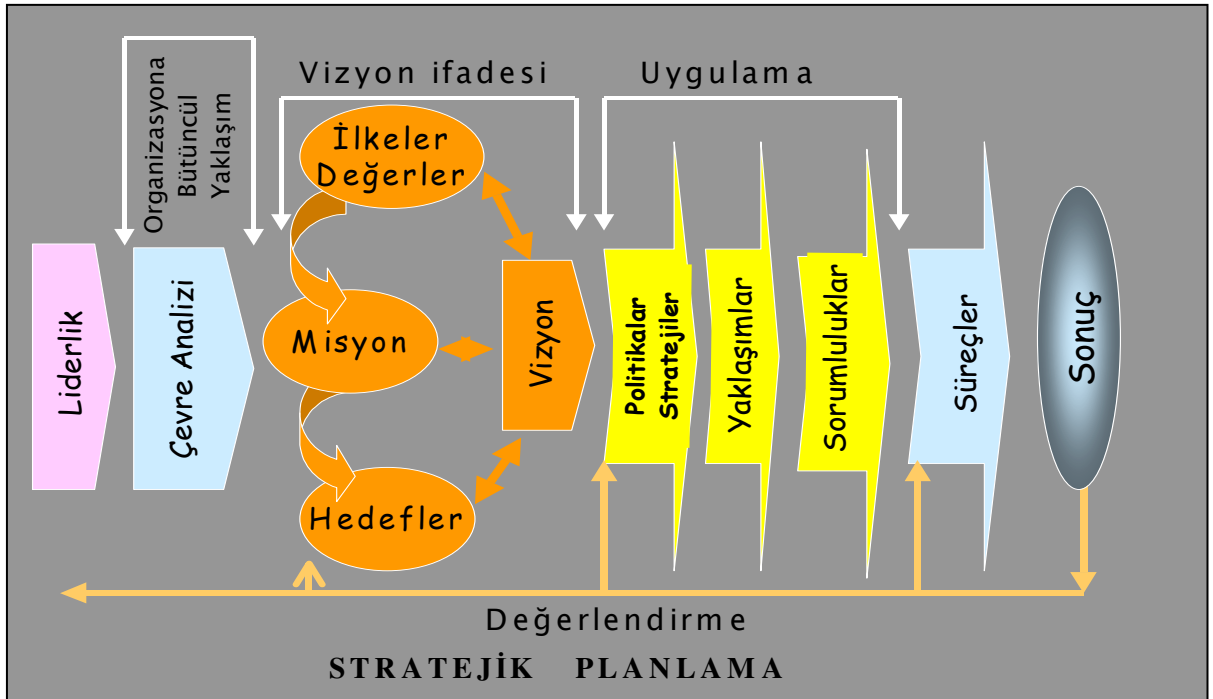 Organizasyona
Bütüncül
Yaklaşım
Vizyon ifadesi
Uygulama
Liderlik
Çevre Analizi
İlkeler
Değerler
Misyon
Hedefler
Vizyon
Politikalar
Stratejiler
Yaklaşımlar
Sorumluluklar
Süreçler
Sonuç
Değerlendirme
STRATEJİK PLANLAMA